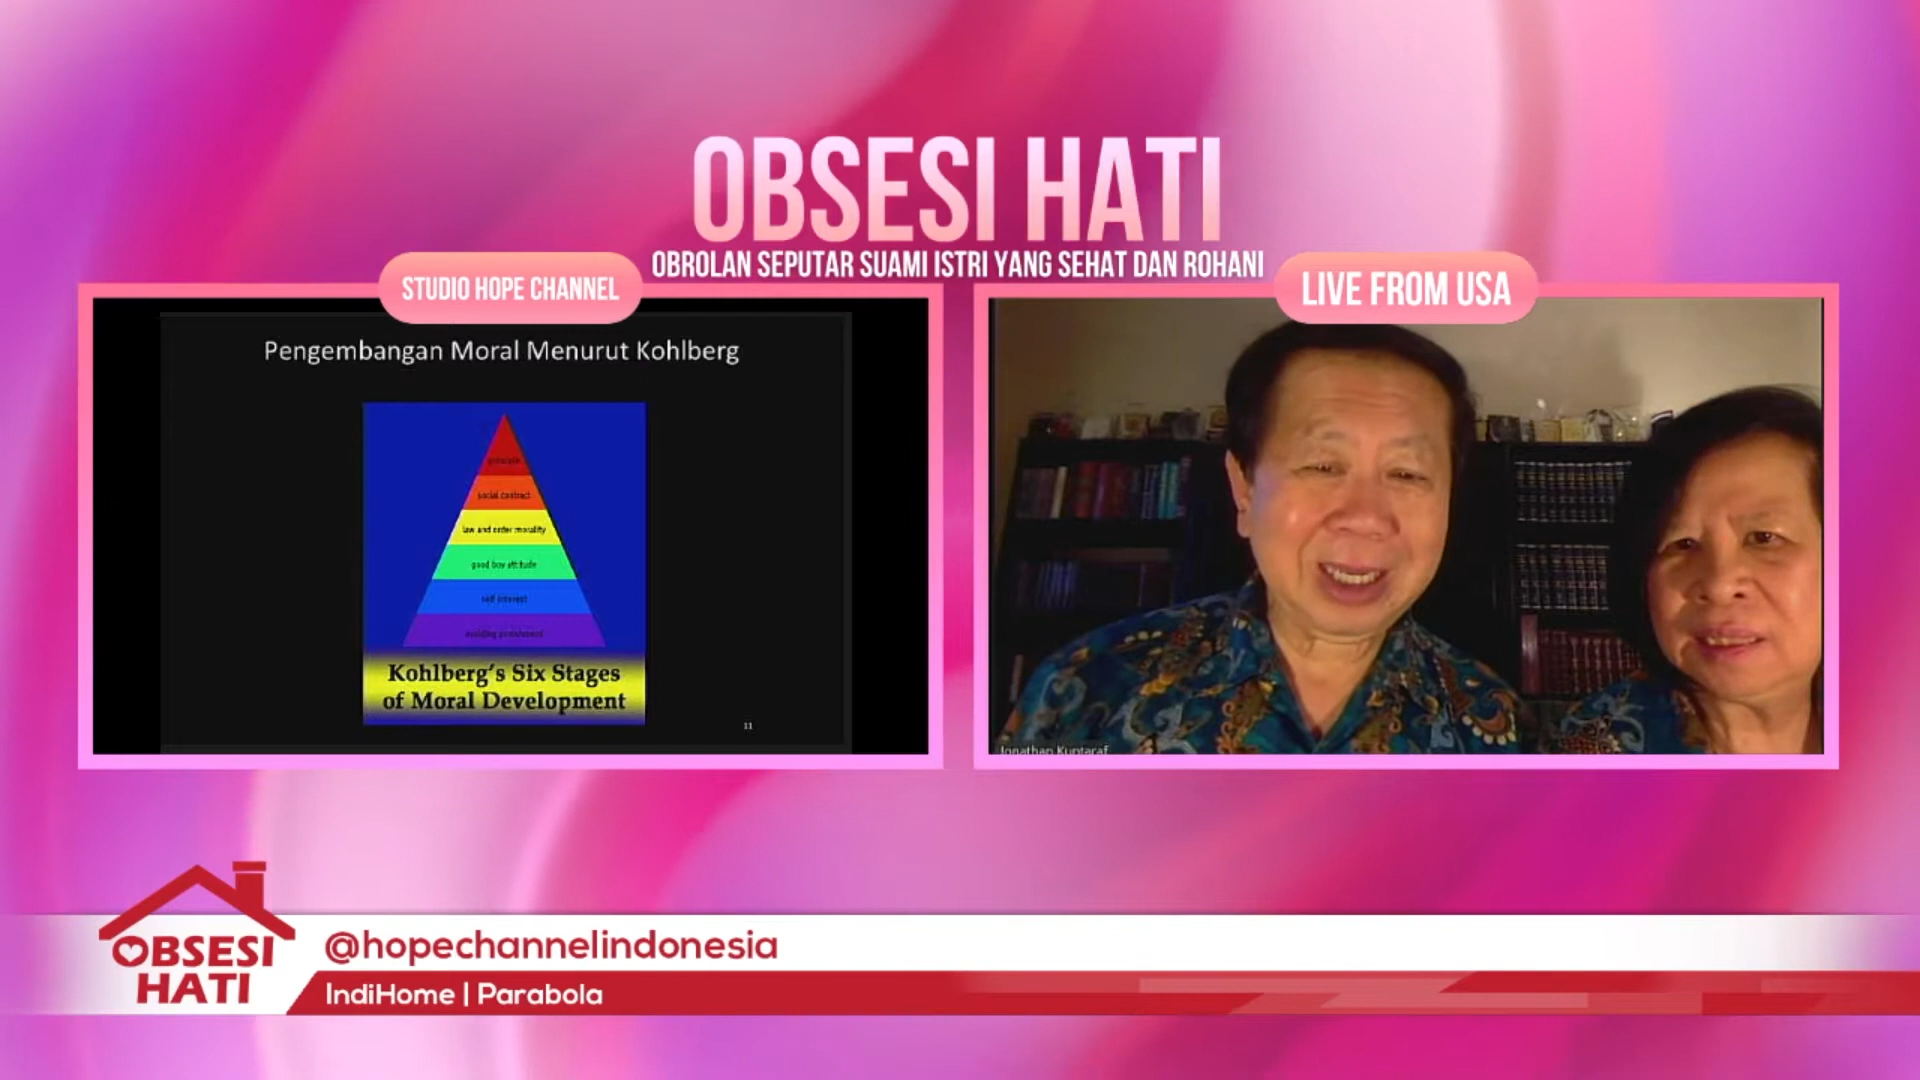 OBSESI HATI
OBROLAN SEPUTAR SUAMI ISTRI YANG SEHAT DAN ROHANI
STUDIO HOPE CHANNEL
LIVE FROM USA
Pengembangan Moral Menurut Kohlberg
social contract
law and order morality
good boy attitude
self interest
avoiding punishment
Kohlberg's Six Stages
of Moral Development
11
Jonathan Kuntaraf
OBSESI
HATI
@hopechannelindonesia
IndiHome | Parabola